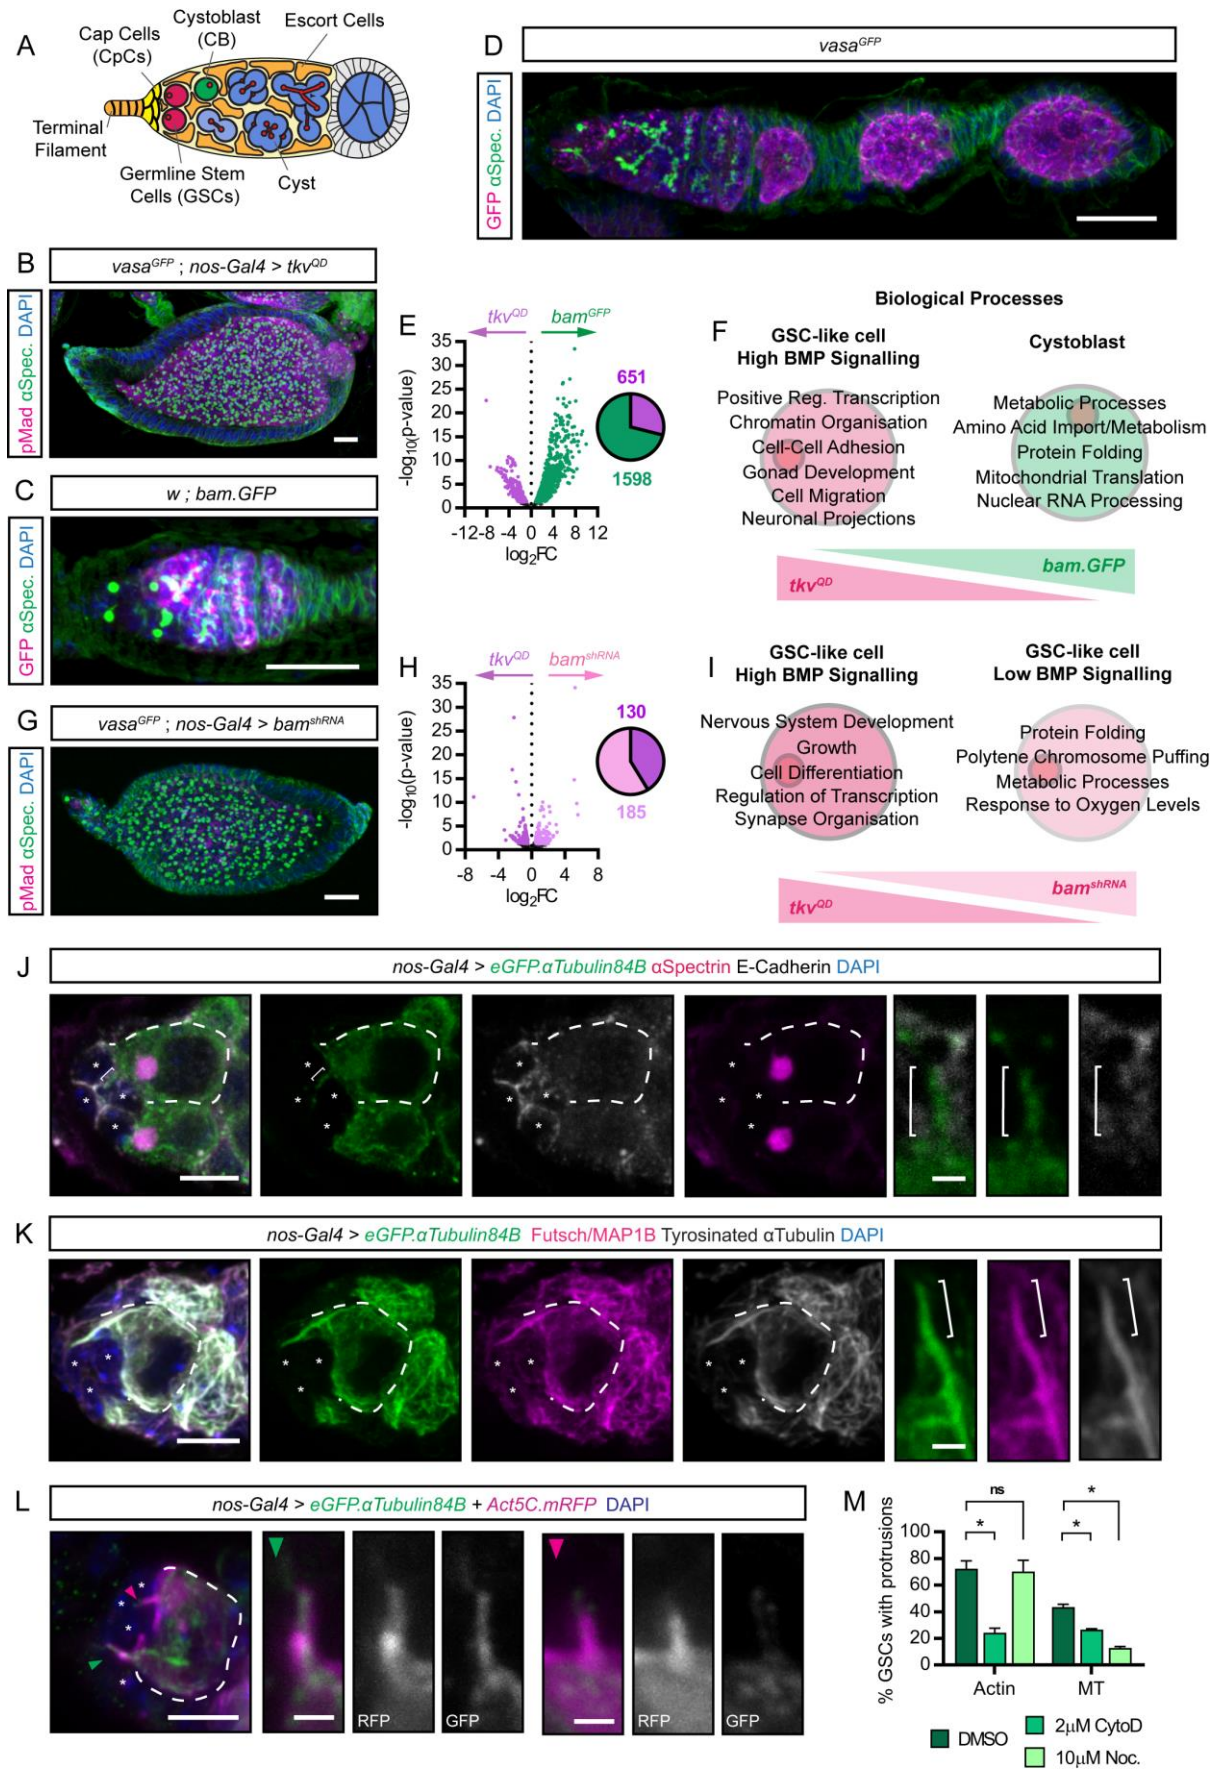 A
Cystoblast
(CB)
Escort Cells
Cap Cells
(CpCs)
Terminal
Filament
Germline Stem
Cells (GSCs)
Cyst
D
vasaGFP
GFP αSpec. DAPI
B
vasaGFP ; nos-Gal4 > tkvQD
pMad αSpec. DAPI
C
w ; bam.GFP
GFP αSpec. DAPI
G
vasaGFP ; nos-Gal4 > bamshRNA
pMad αSpec. DAPI
E
tkvQD
bamGFP
-log10(p-value)
35
30
25
20
15
10
5
0
-12
-8
-4
0
4
8
12
log2FC
651
1598
Biological Processes
F
GSC-like cell
High BMP Signalling
Cystoblast
Positive Reg. Transcription
Chromatin Organisation
Cell-Cell Adhesion
Gonad Development
Cell Migration
Neuronal Projections
Metabolic Processes
Amino Acid Import/Metabolism
Protein Folding
Mitochondrial Translation
Nuclear RNA Processing
tkvQD
bam.GFP
H
tkvQD
bamshRNA
-log10(p-value)
35
30
25
20
15
10
5
0
-8
-4
0
4
8
log2FC
130
185
I
GSC-like cell
High BMP Signalling
GSC-like cell
Low BMP Signalling
Nervous System Development
Growth
Cell Differentiation
Regulation of Transcription
Synapse Organisation
Protein Folding
Polytene Chromosome Puffing
Metabolic Processes
Response to Oxygen Levels
tkvQD
bamshRNA
J
nos-Gal4 > eGFP.αTubulin84B αSpectrin E-Cadherin DAPI
K
nos-Gal4 > eGFP.αTubulin84B Futsch/MAP1B Tyrosinated αTubulin DAPI
L
nos-Gal4 > eGFP.αTubulin84B + Act5C.mRFP DAPI
RFP
GFP
RFP
GFP
M
% GSCs with protrusions
100
80
60
40
20
0
ns
*
*
*
Actin
MT
DMSO
2µM CytoD
10µM Noc.